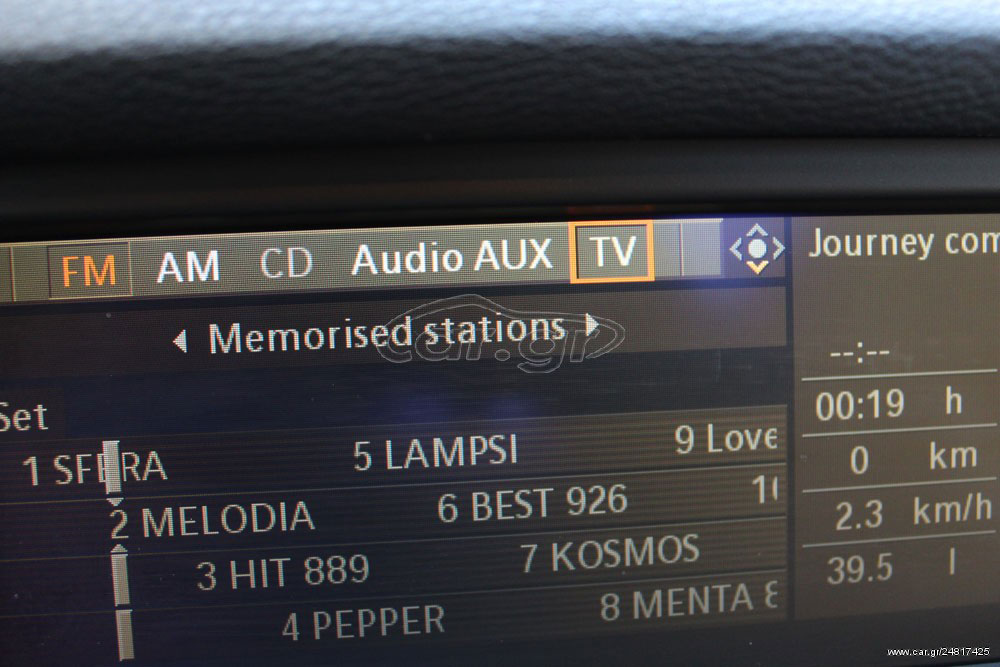 FM AM CD Audio AUX TV
Journey com
Memorised stations
car.gr
--:--
Set
00:19 h
1 SFERA 5 LAMPSI 9 Love
0 km
2 MELODIA 6 BEST 926 10
2.3 km/h
3 HIT 889 7 KOSMOS
39.5 l
4 PEPPER 8 MENTA 8
www.car.gr/24817425